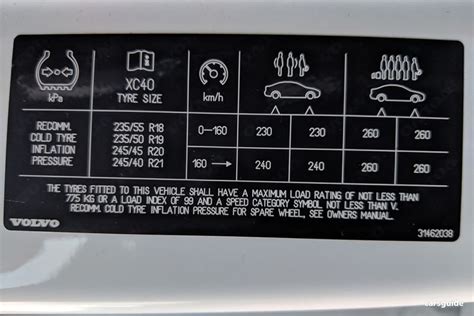 XC40
kPa TYRE SIZE km/h
RECOMM. 235/55 R18 0-160 230 230 260 260
COLD TYRE 235/50 R19
INFLATION 245/45 R20 160 → 240 240 260 260
PRESSURE 245/40 R21
THE TYRES FITTED TO THIS VEHICLE SHALL HAVE A MAXIMUM LOAD RATING OF NOT LESS THAN
775 KG OR A LOAD INDEX OF 99 AND A SPEED CATEGORY SYMBOL NOT LESS THAN V.
RECOMM. COLD TYRE INFLATION PRESSURE FOR SPARE WHEEL, SEE OWNERS MANUAL.
VOLVO 31462038
carsguide